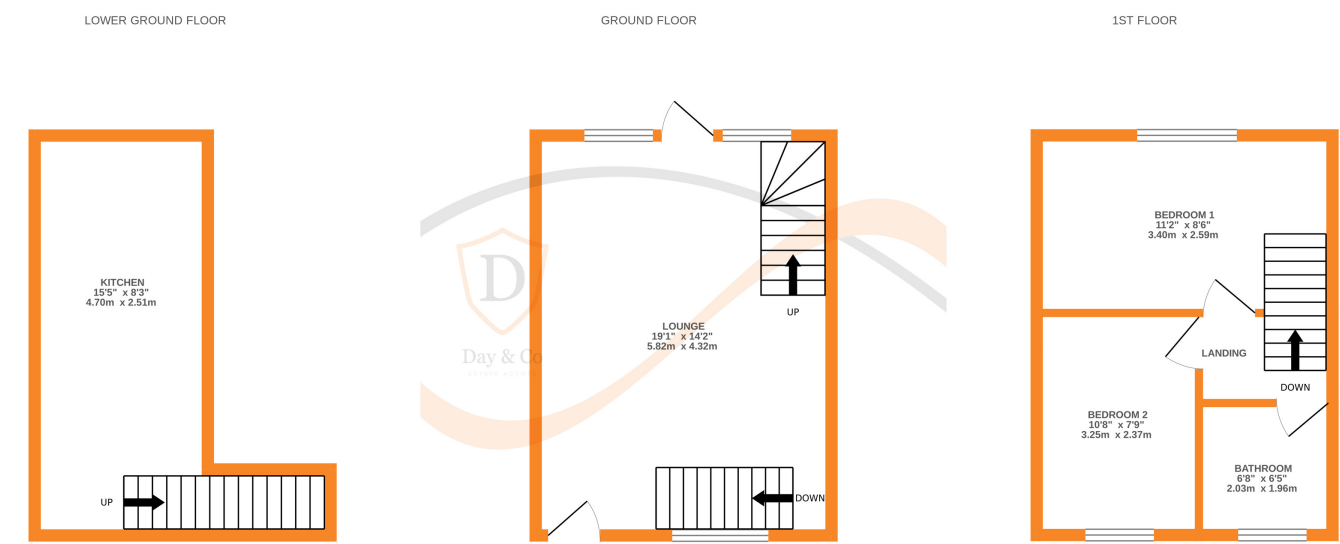 LOWER GROUND FLOOR
GROUND FLOOR
1ST FLOOR
KITCHEN
15'5" x 8'3"
4.70m x 2.51m
UP
LOUNGE
19'1" x 14'2"
5.82m x 4.32m
UP
DOWN
D
Day & Co
ESTATE AGENTS
BEDROOM 1
11'2" x 8'6"
3.40m x 2.59m
LANDING
DOWN
BEDROOM 2
10'8" x 7'9"
3.25m x 2.37m
BATHROOM
6'8" x 6'5"
2.03m x 1.96m